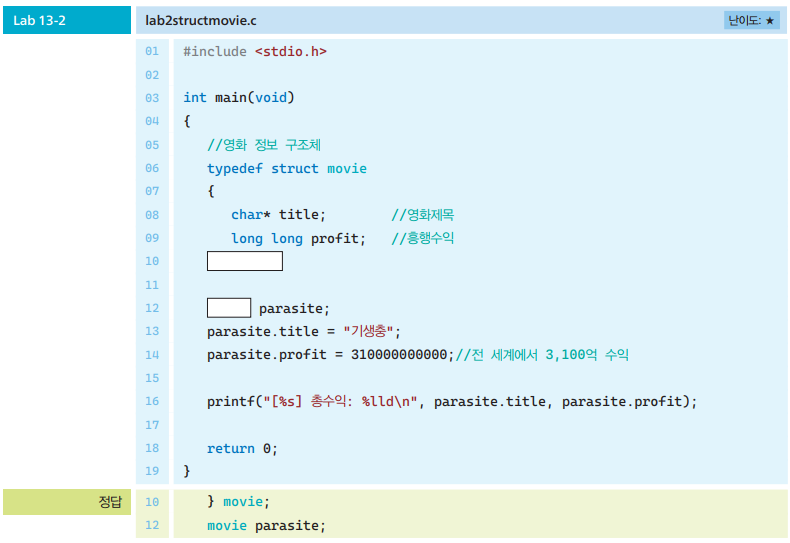 Lab 13-2 lab2structmovie.c 난이도: ★
01 #include <stdio.h>
02
03 int main(void)
04 {
05 //영화 정보 구조체
06 typedef struct movie
07 {
08 char* title; //영화제목
09 long long profit; //흥행수익
10
11
12 parasite;
13 parasite.title = "기생충";
14 parasite.profit = 310000000000;//전 세계에서 3,100억 수익
15
16 printf("[%s] 총수익: %lld\n", parasite.title, parasite.profit);
17
18 return 0;
19 }
정답 10 } movie;
12 movie parasite;